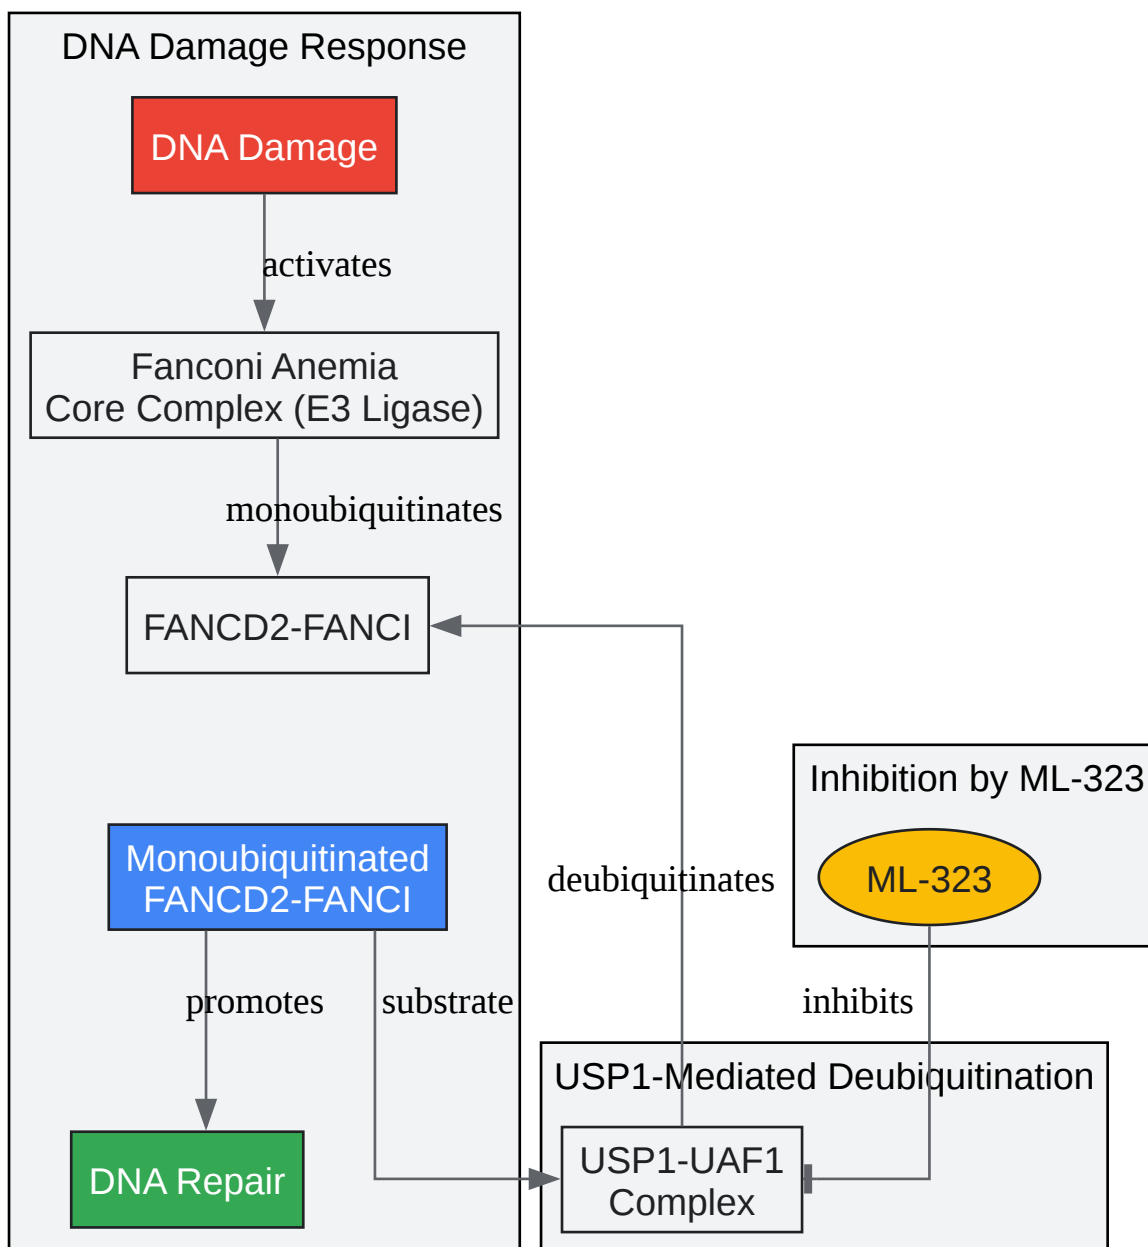 DNA Damage Response
DNA Damage
activates
Fanconi Anemia
Core Complex (E3 Ligase)
monoubiquitinates
FANCD2-FANCI
Inhibition by ML-323
Monoubiquitinated
FANCD2-FANCI
deubiquitinates
ML-323
promotes
substrate
inhibits
USP1-Mediated Deubiquitination
DNA Repair
USP1-UAF1
Complex